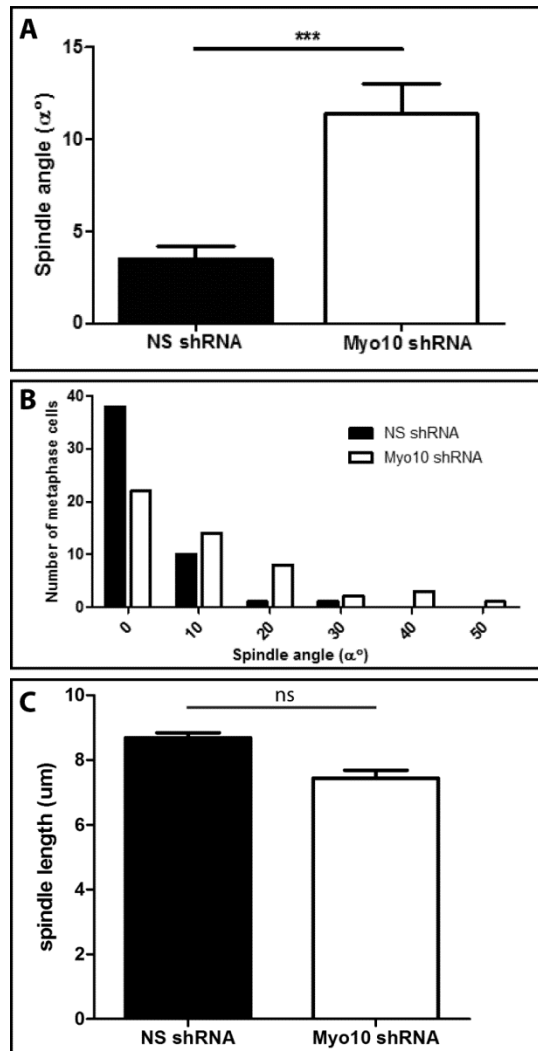 A
***
15
10
5
0
Spindle angle (α°)
NS shRNA
Myo10 shRNA
B
40
30
20
10
0
Number of metaphase cells
NS shRNA
Myo10 shRNA
0
10
20
30
40
50
Spindle angle (α°)
C
ns
10
8
6
4
2
0
spindle length (um)
NS shRNA
Myo10 shRNA